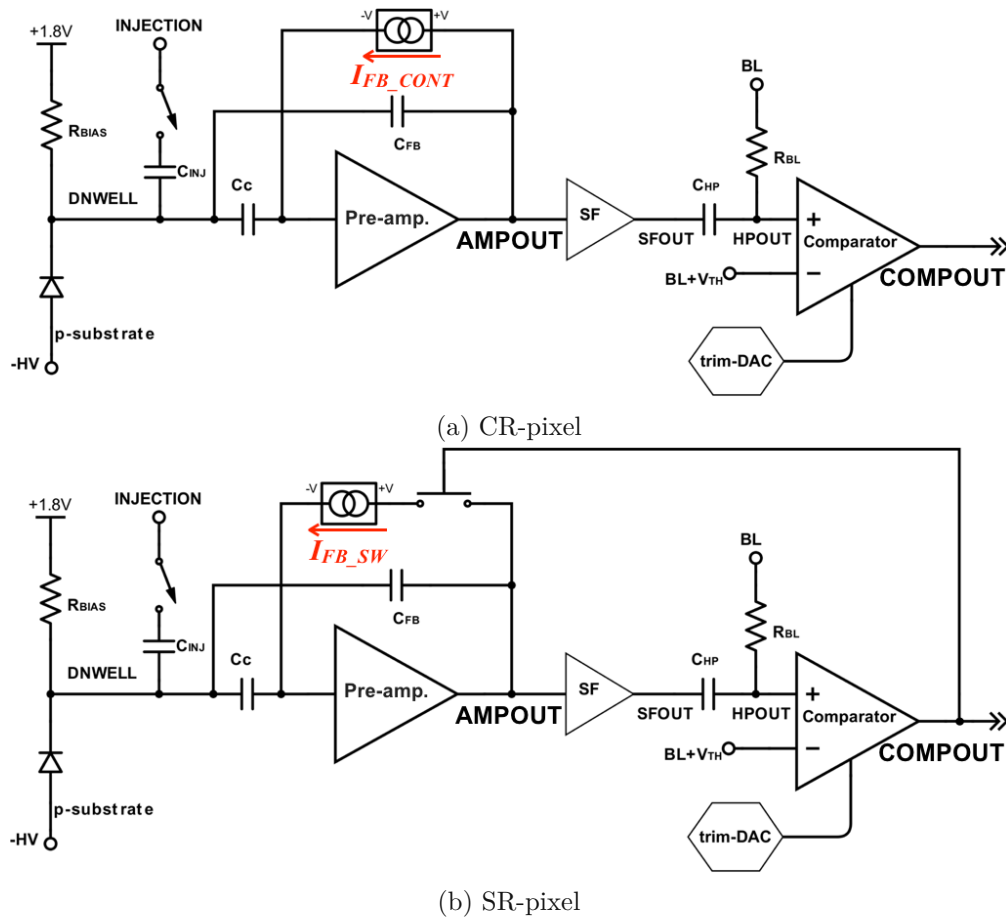 INJECTION
+1.8V
-V +V
I_FB_CONT
BL
RBIAS
CFB
CINJ
RBL
DNWELL
Cc
CHP
Pre-amp.
SF
+
Comparator
AMPOUT
SFOUT
HPOUT
BL+VTH
−
COMPOUT
p-substrate
-HV
trim-DAC
(a) CR-pixel
INJECTION
+1.8V
-V +V
I_FB_SW
BL
RBIAS
CFB
CINJ
RBL
DNWELL
Cc
CHP
Pre-amp.
SF
+
Comparator
AMPOUT
SFOUT
HPOUT
BL+VTH
−
COMPOUT
p-substrate
-HV
trim-DAC
(b) SR-pixel